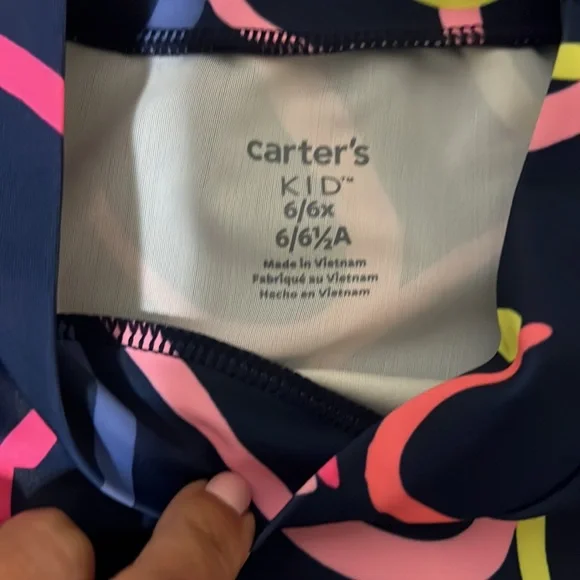 carter's
KID™
6/6x
6/6½A
Made in Vietnam
Fabriqué au Vietnam
Hecho en Vietnam